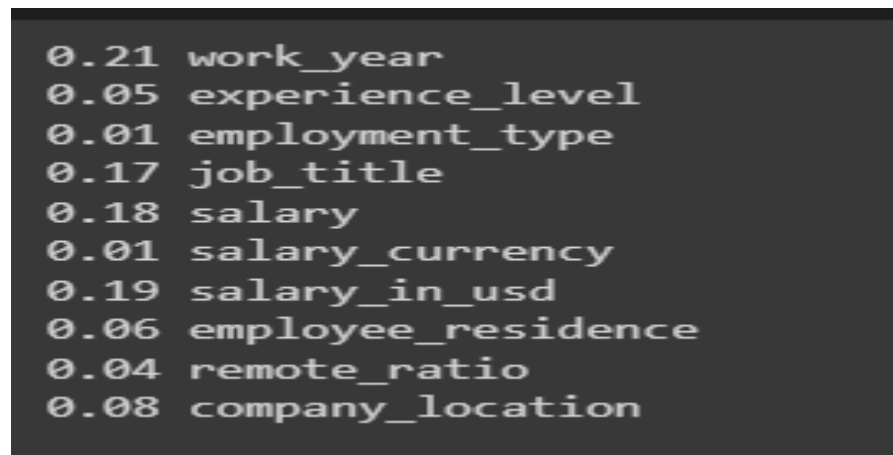 0.21 work_year
0.05 experience_level
0.01 employment_type
0.17 job_title
0.18 salary
0.01 salary_currency
0.19 salary_in_usd
0.06 employee_residence
0.04 remote_ratio
0.08 company_location